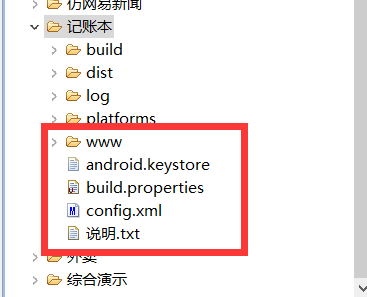 仿网易新闻
记账本
build
dist
log
platforms
www
android.keystore
build.properties
config.xml
说明.txt
外卖
综合演示